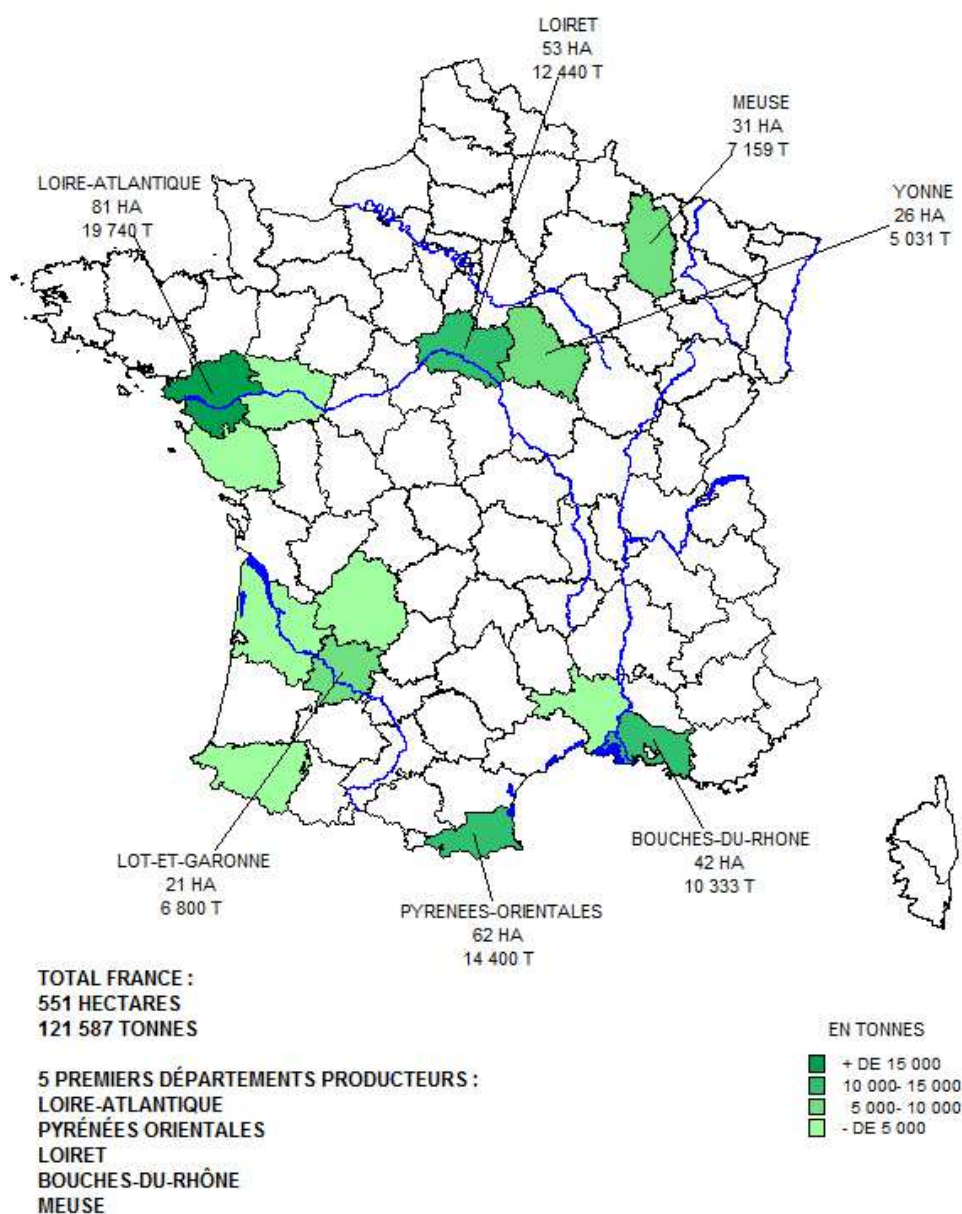 LOIRET
53 HA
12 440 T
MEUSE
31 HA
7 159 T
LOIRE-ATLANTIQUE
81 HA
19 740 T
YONNE
26 HA
5 031 T
BOUCHES-DU-RHONE
42 HA
10 333 T
LOT-ET-GARONNE
21 HA
6 800 T
PYRENEES-ORIENTALES
62 HA
14 400 T
TOTAL FRANCE :
551 HECTARES
121 587 TONNES
5 PREMIERS DÉPARTEMENTS PRODUCTEURS :
LOIRE-ATLANTIQUE
PYRÉNÉES ORIENTALES
LOIRET
BOUCHES-DU-RHÔNE
MEUSE
EN TONNES
+ DE 15 000
10 000- 15 000
5 000- 10 000
- DE 5 000